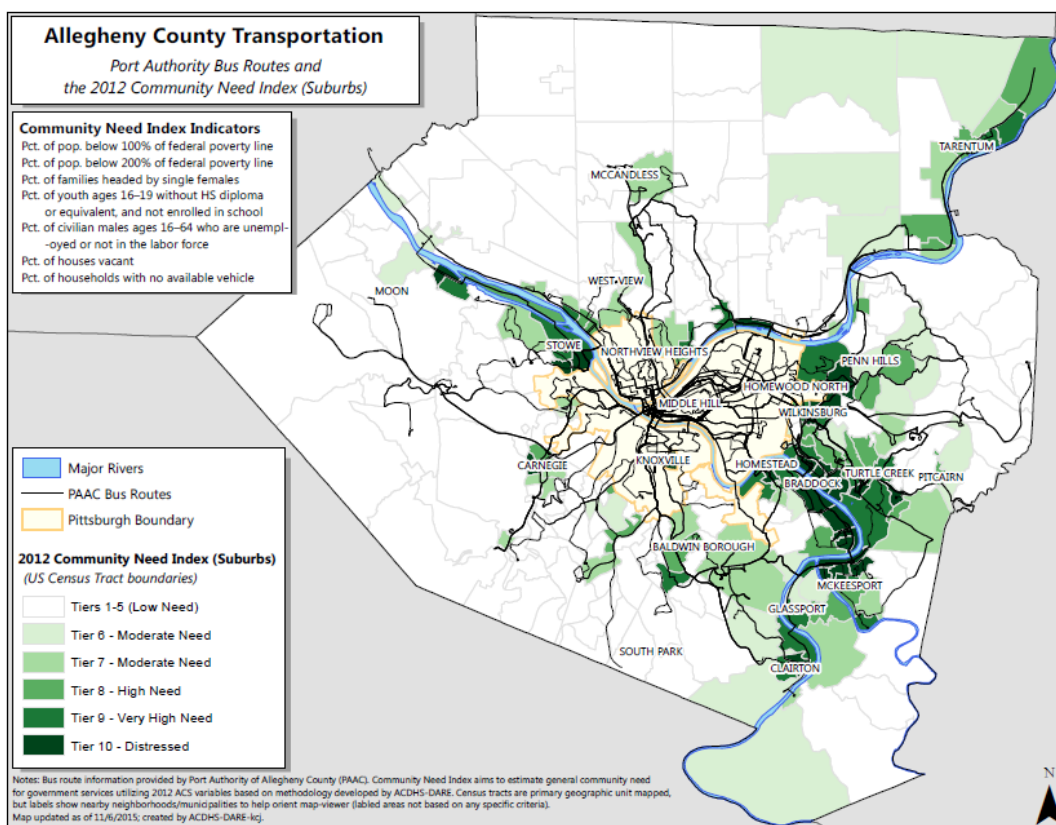 Allegheny County Transportation
Port Authority Bus Routes and
the 2012 Community Need Index (Suburbs)
Community Need Index Indicators
Pct. of pop. below 100% of federal poverty line
Pct. of pop. below 200% of federal poverty line
Pct. of families headed by single females
Pct. of youth ages 16–19 without HS diploma
or equivalent, and not enrolled in school
Pct. of civilian males ages 16–64 who are unempl-
-oyed or not in the labor force
Pct. of houses vacant
Pct. of households with no available vehicle
TARENTUM
MCCANDLESS
MOON
WEST VIEW
STOWE
NORTHVIEW HEIGHTS
PENN HILLS
HOMEWOOD NORTH
MIDDLE HILL
WILKINSBURG
CARNEGIE
KNOXVILLE
HOMESTEAD
BRADDOCK
TURTLE CREEK
PITCAIRN
BALDWIN BOROUGH
MCKEESPORT
GLASSPORT
SOUTH PARK
CLAIRTON
Major Rivers
PAAC Bus Routes
Pittsburgh Boundary
2012 Community Need Index (Suburbs)
(US Census Tract boundaries)
Tiers 1-5 (Low Need)
Tier 6 - Moderate Need
Tier 7 - Moderate Need
Tier 8 - High Need
Tier 9 - Very High Need
Tier 10 - Distressed
Notes: Bus route information provided by Port Authority of Allegheny County (PAAC). Community Need Index aims to estimate general community need
for government services utilizing 2012 ACS variables based on methodology developed by ACDHS-DARE. Census tracts are primary geographic unit mapped,
but labels show nearby neighborhoods/municipalities to help orient map-viewer (labled areas not based on any specific criteria).
Map updated as of 11/6/2015; created by ACDHS-DARE-kcj.
N